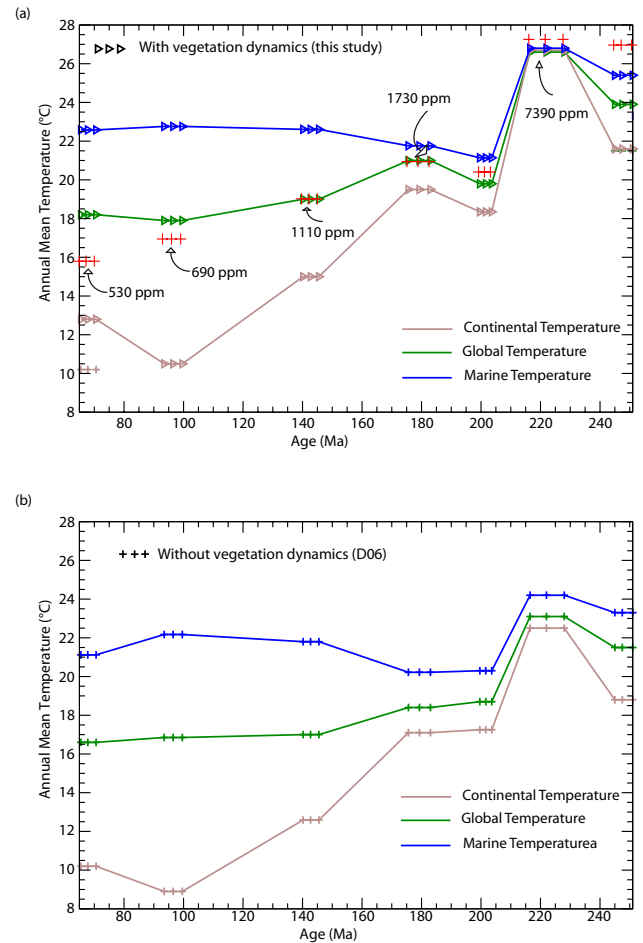 (a)
28
26
24
22
20
18
16
14
12
10
8
Annual Mean Temperature (°C)
With vegetation dynamics (this study)
1730 ppm
7390 ppm
1110 ppm
690 ppm
530 ppm
Continental Temperature
Global Temperature
Marine Temperature
80 100 120 140 160 180 200 220 240
Age (Ma)
(b)
28
26
24
22
20
18
16
14
12
10
8
Annual Mean Temperature (°C)
Without vegetation dynamics (D06)
Continental Temperature
Global Temperature
Marine Temperaturea
80 100 120 140 160 180 200 220 240
Age (Ma)